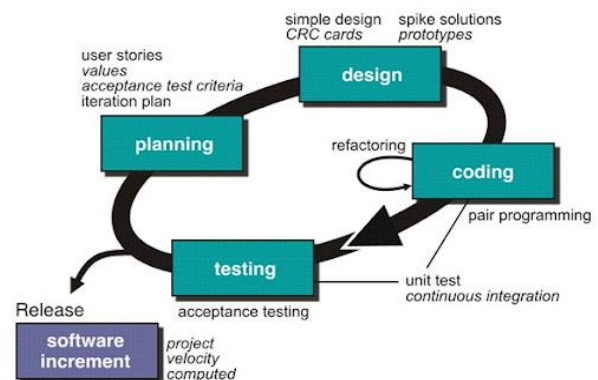 simple design
CRC cards
spike solutions
prototypes
design
user stories
values
acceptance test criteria
iteration plan
planning
refactoring
coding
pair programming
testing
acceptance testing
unit test
continuous integration
Release
software
increment
project
velocity
computed